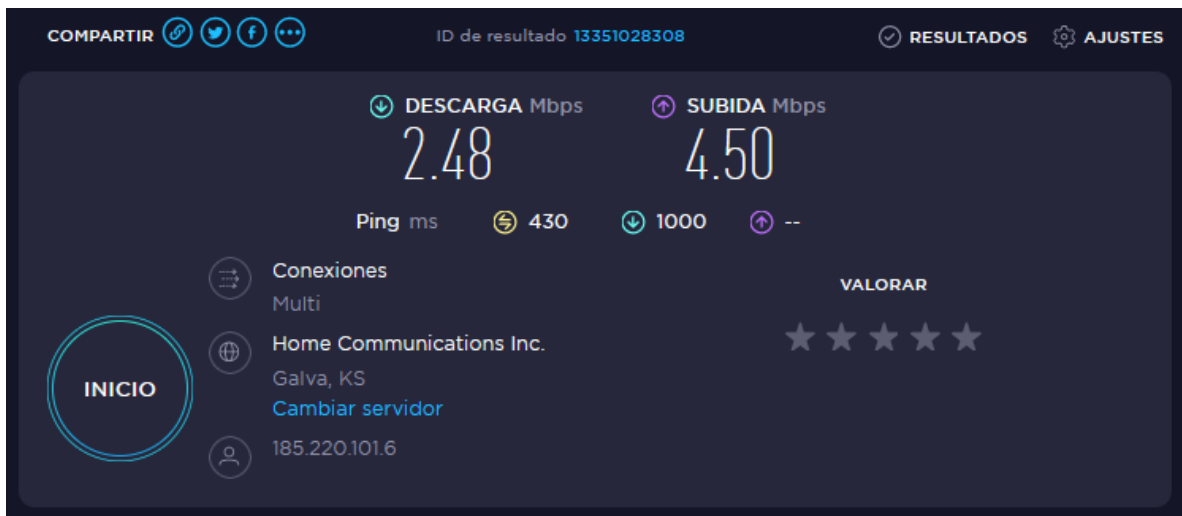 COMPARTIR ID de resultado 13351028308 RESULTADOS AJUSTES
DESCARGA Mbps SUBIDA Mbps
2.48 4.50
Ping ms 430 1000 --
Conexiones
Multi
VALORAR
Home Communications Inc.
Galva, KS
Cambiar servidor
INICIO
185.220.101.6